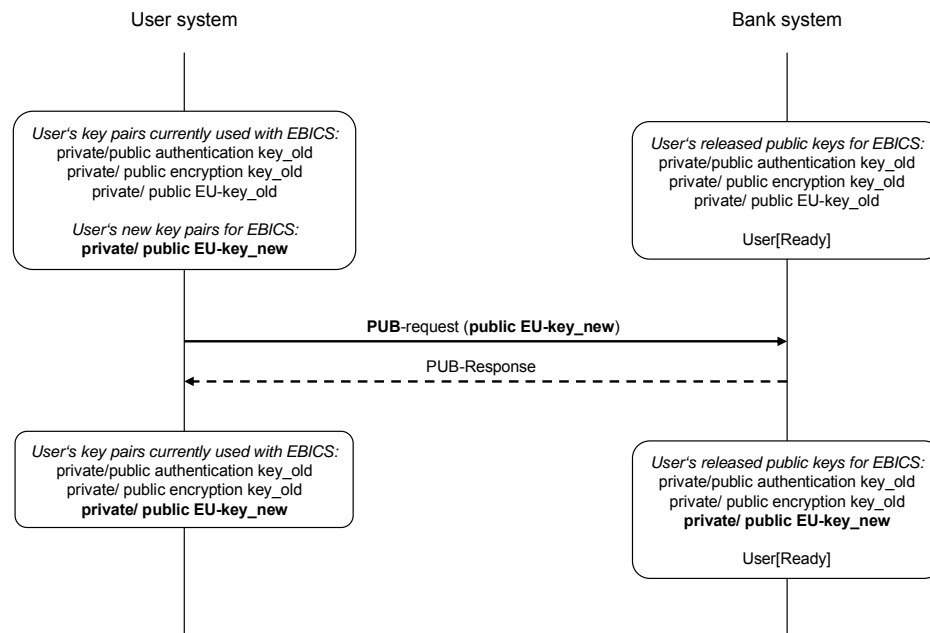 User system
Bank system
User‘s key pairs currently used with EBICS:
private/public authentication key_old
private/ public encryption key_old
private/ public EU-key_old
User‘s new key pairs for EBICS:
private/ public EU-key_new
User‘s released public keys for EBICS:
private/public authentication key_old
private/ public encryption key_old
private/ public EU-key_old
User[Ready]
PUB-request (public EU-key_new)
PUB-Response
User‘s key pairs currently used with EBICS:
private/public authentication key_old
private/ public encryption key_old
private/ public EU-key_new
User‘s released public keys for EBICS:
private/public authentication key_old
private/ public encryption key_old
private/ public EU-key_new
User[Ready]